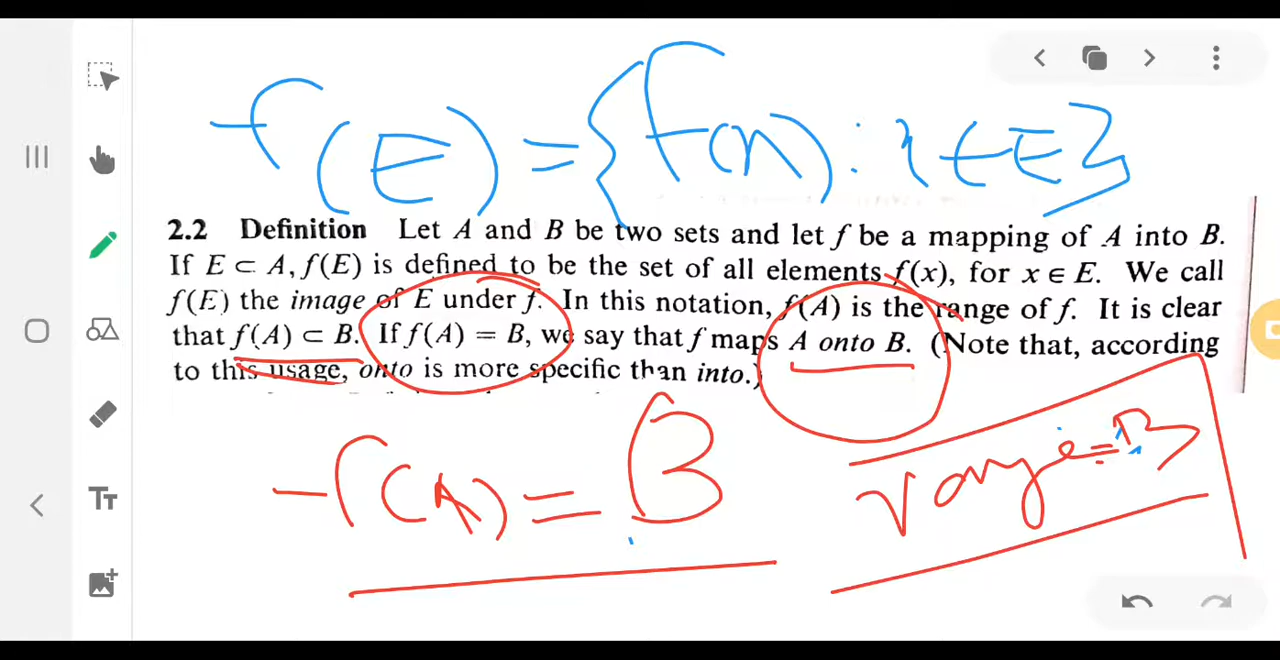 f(E) = {f(x) : x ∈ E}
2.2 Definition Let A and B be two sets and let f be a mapping of A into B.
If E ⊂ A, f(E) is defined to be the set of all elements f(x), for x ∈ E. We call
f(E) the image of E under f. In this notation, f(A) is the range of f. It is clear
that f(A) ⊂ B. If f(A) = B, we say that f maps A onto B. (Note that, according
to this usage, onto is more specific than into.)
f(A) = B
range = B
TT